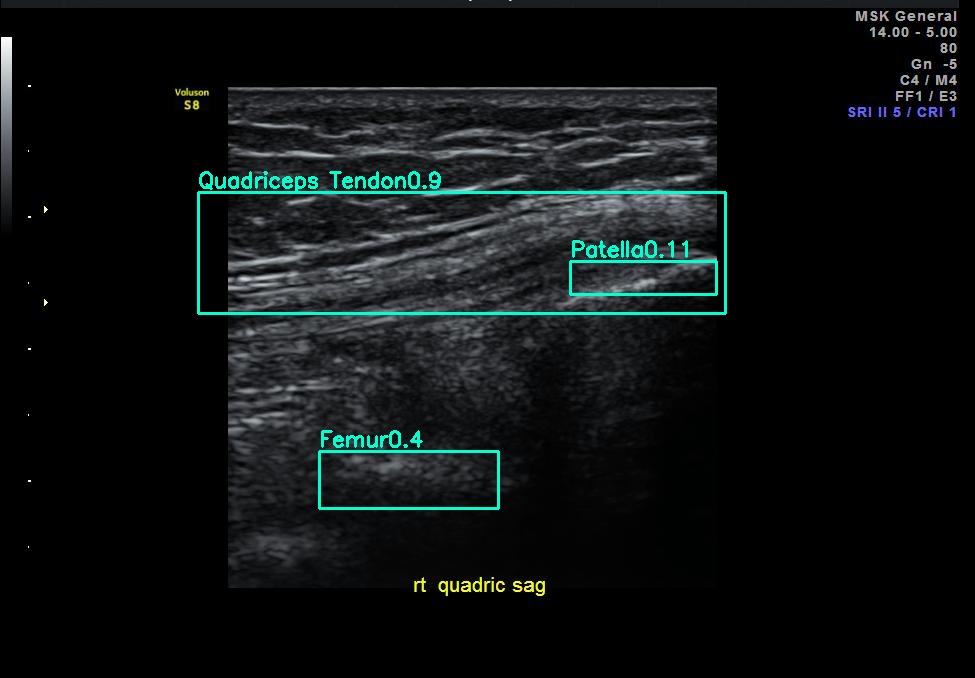 MSK General
14.00 - 5.00
80
Gn -5
C4 / M4
FF1 / E3
SRI II 5 / CRI 1
Voluson
S8
Quadriceps Tendon0.9
Patella0.11
Femur0.4
rt quadric sag